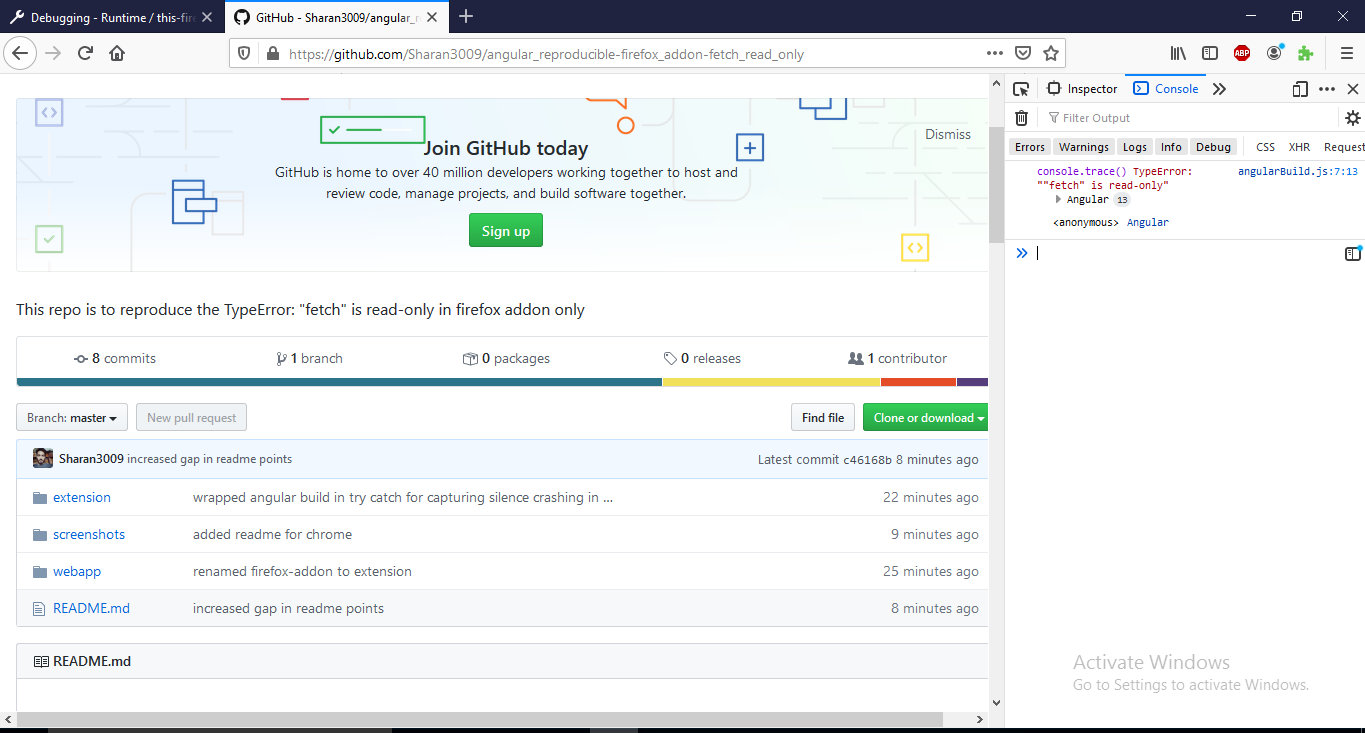 Debugging - Runtime / this-fire
GitHub - Sharan3009/angular_r
https://github.com/Sharan3009/angular_reproducible-firefox_addon-fetch_read_only
ABP
Dismiss
Join GitHub today
GitHub is home to over 40 million developers working together to host and
review code, manage projects, and build software together.
Sign up
This repo is to reproduce the TypeError: "fetch" is read-only in firefox addon only
8 commits
1 branch
0 packages
0 releases
1 contributor
Branch: master
New pull request
Find file
Clone or download
Sharan3009 increased gap in readme points
Latest commit c46168b 8 minutes ago
extension
wrapped angular build in try catch for capturing silence crashing in ...
22 minutes ago
screenshots
added readme for chrome
9 minutes ago
webapp
renamed firefox-addon to extension
25 minutes ago
README.md
increased gap in readme points
8 minutes ago
README.md
Inspector
Console
Filter Output
Errors
Warnings
Logs
Info
Debug
CSS
XHR
Request
console.trace() TypeError:
angularBuild.js:7:13
""fetch" is read-only"
Angular 13
<anonymous> Angular
Activate Windows
Go to Settings to activate Windows.